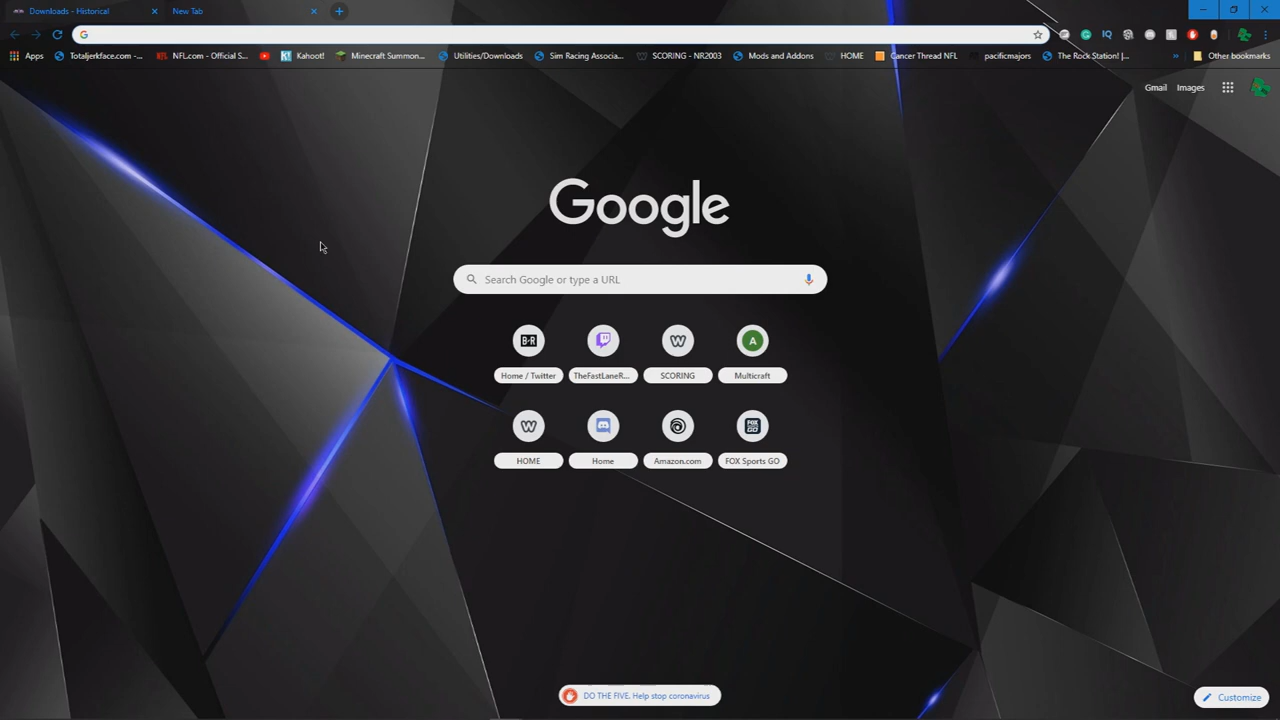 Downloads - Historical
New Tab
Apps
Totaljerkface.com -...
NFL.com - Official S...
Kahoot!
Minecraft Summon...
Utilities/Downloads
Sim Racing Associa...
SCORING - NR2003
Mods and Addons
HOME
Cancer Thread NFL
pacificmajors
The Rock Station! |...
»
Other bookmarks
Gmail
Images
Google
Search Google or type a URL
B/R
A
Home / Twitter
TheFastLaneR...
SCORING
Multicraft
FOX SPORTS GO
HOME
Home
Amazon.com
FOX Sports GO
DO THE FIVE. Help stop coronavirus
Customize